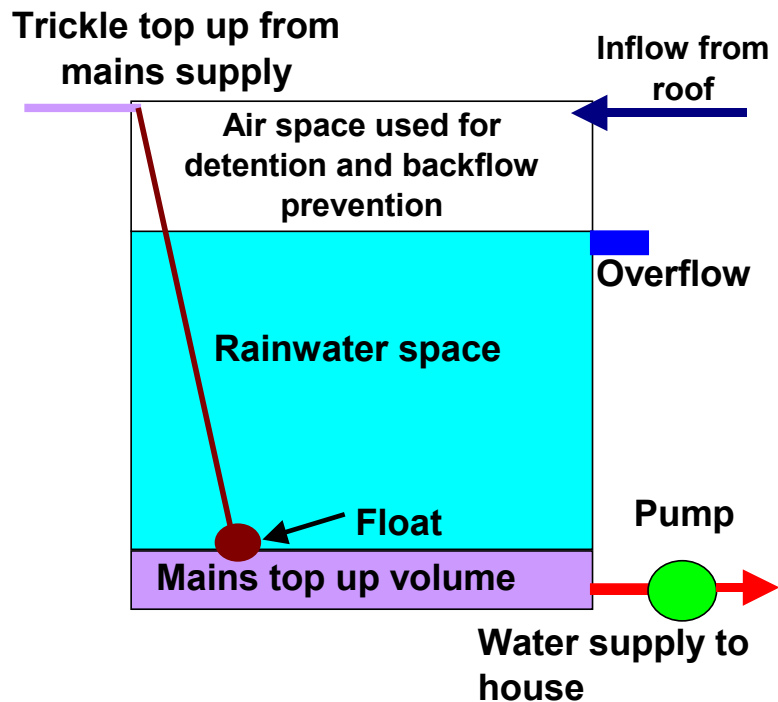 Trickle top up from
mains supply
Inflow from
roof
Air space used for
detention and backflow
prevention
Overflow
Rainwater space
Float
Pump
Mains top up volume
Water supply to
house